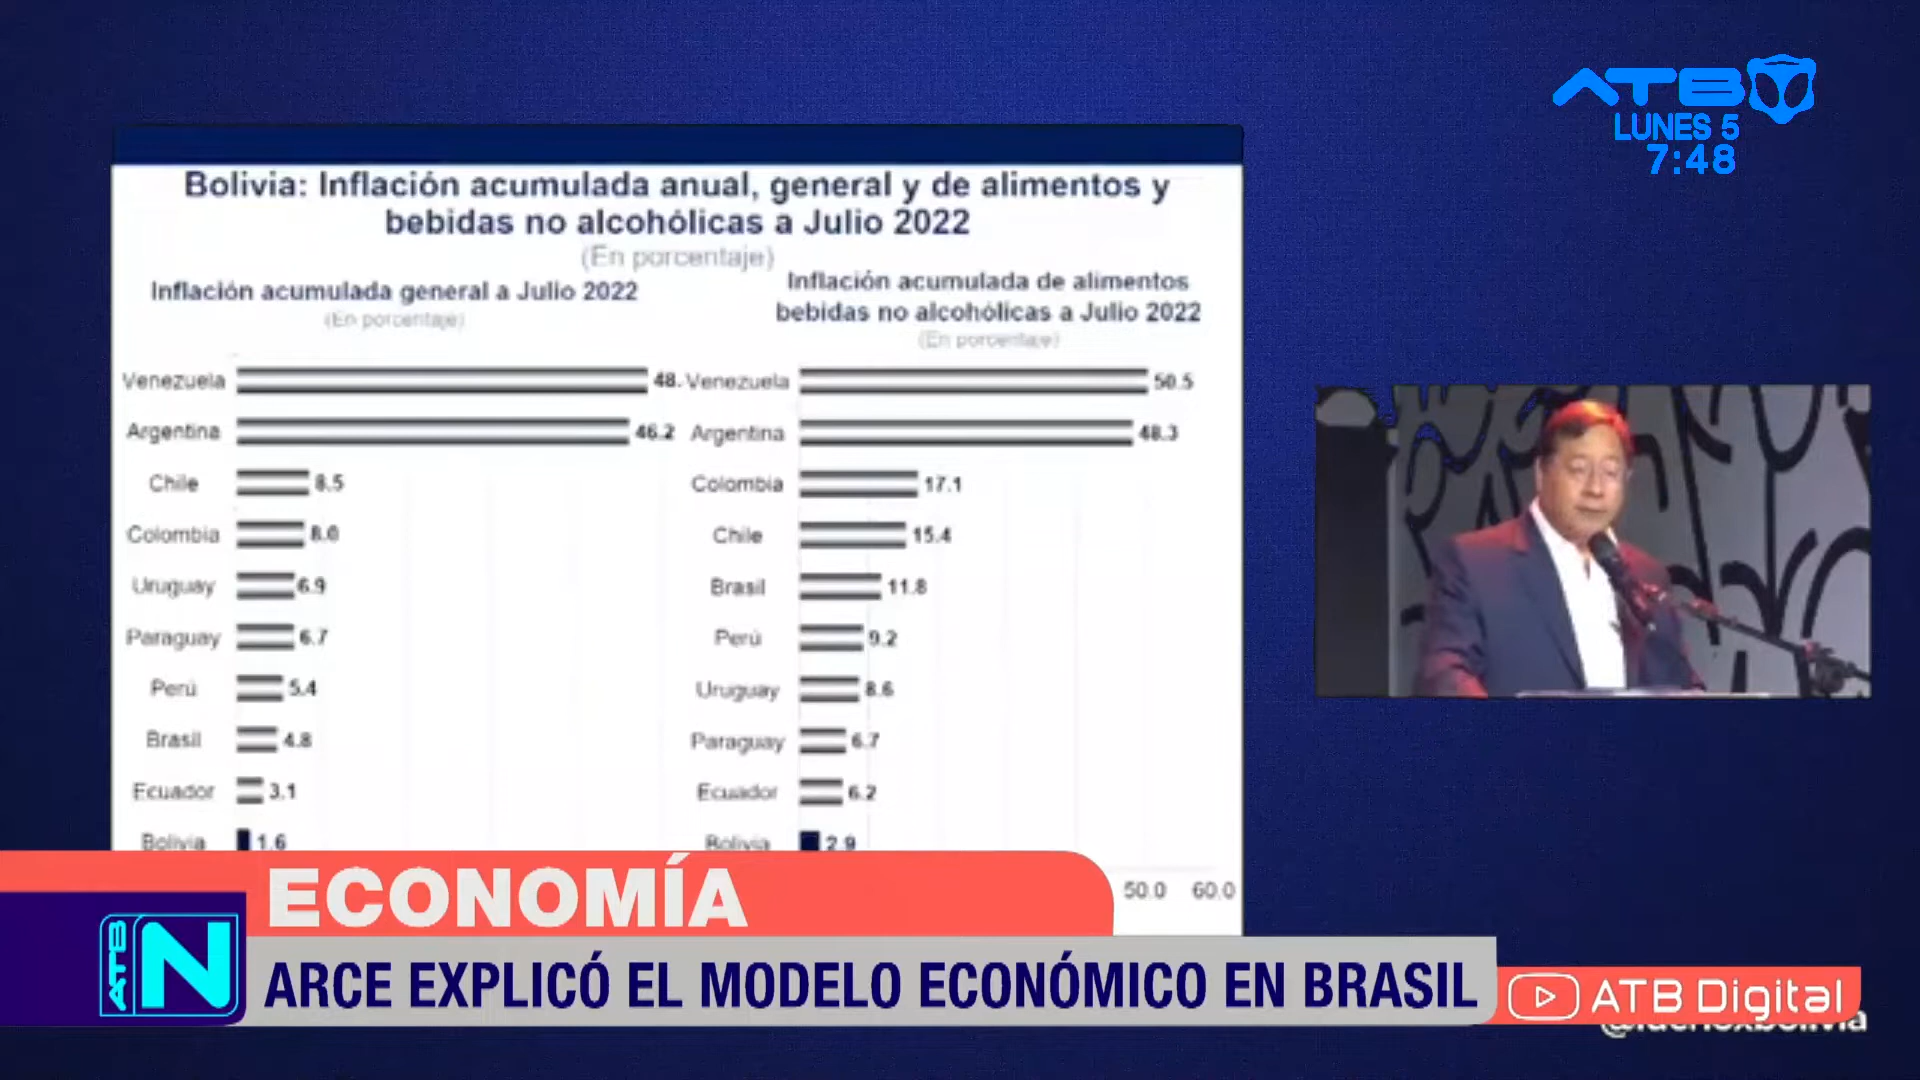 ATB
LUNES 5
7:48
Bolivia: Inflación acumulada anual, general y de alimentos y
bebidas no alcohólicas a Julio 2022
(En porcentaje)
Inflación acumulada general a Julio 2022
(En porcentaje)
Venezuela 48.
Argentina 46.2
Chile 8.5
Colombia
Uruguay 6.9
Paraguay 6.7
Perú 5.4
Brasil 4.8
Ecuador 3.1
Bolivia 1.6
Inflación acumulada de alimentos
bebidas no alcohólicas a Julio 2022
(En porcentaje)
Venezuela 50.5
Argentina 48.3
Colombia 17.1
Chile 15.4
Brasil 11.8
Perú 9.2
Uruguay 8.6
Paraguay 6.7
Ecuador 6.2
Bolivia 2.9
50.0 60.0
ECONOMÍA
ATB N
ARCE EXPLICÓ EL MODELO ECONÓMICO EN BRASIL
ATB Digital